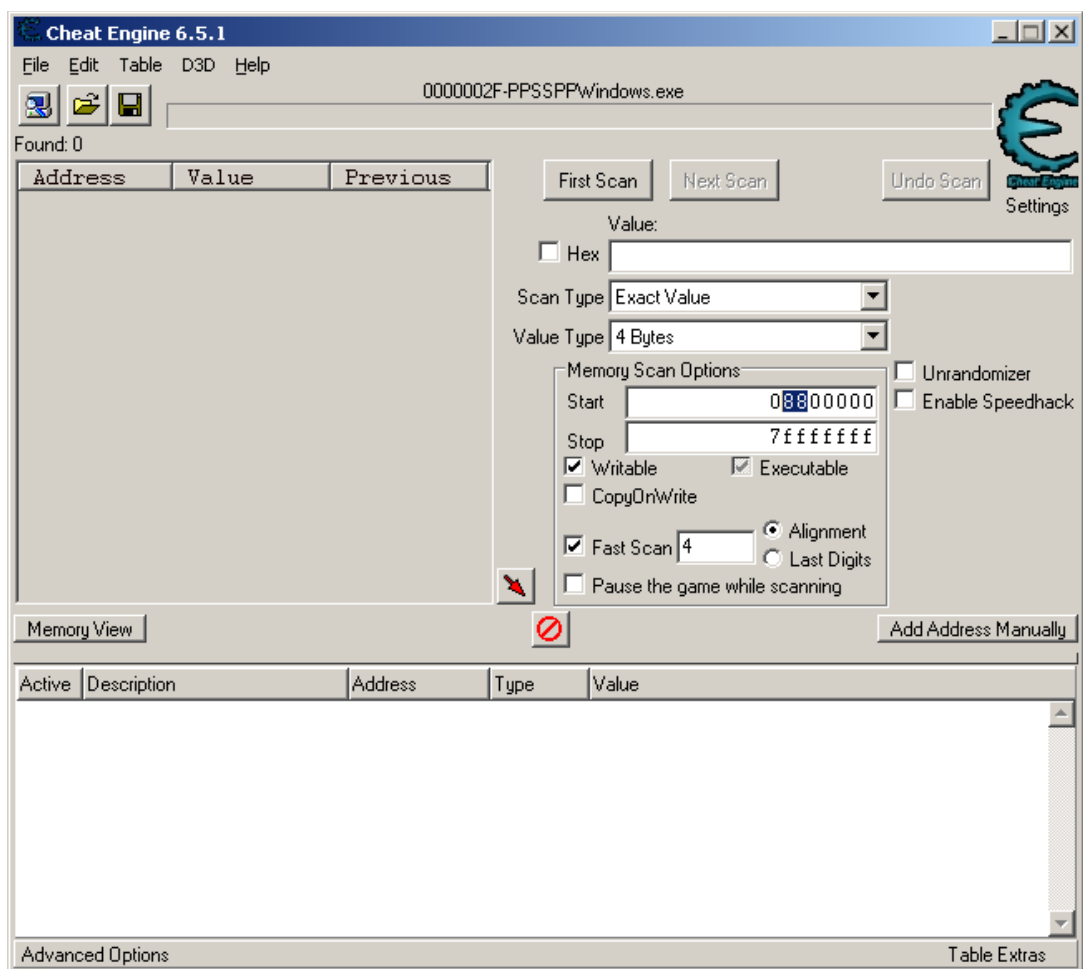 Cheat Engine 6.5.1
File Edit Table D3D Help
0000002F-PPSSPPWindows.exe
Found: 0
Address Value Previous
First Scan Next Scan Undo Scan
Cheat Engine
Settings
Value:
Hex
Scan Type Exact Value
Value Type 4 Bytes
Memory Scan Options
Unrandomizer
Start 08800000
Enable Speedhack
Stop 7fffffff
Writable Executable
CopyOnWrite
Fast Scan 4 Alignment
Last Digits
Pause the game while scanning
Memory View Add Address Manually
Active Description Address Type Value
Advanced Options Table Extras